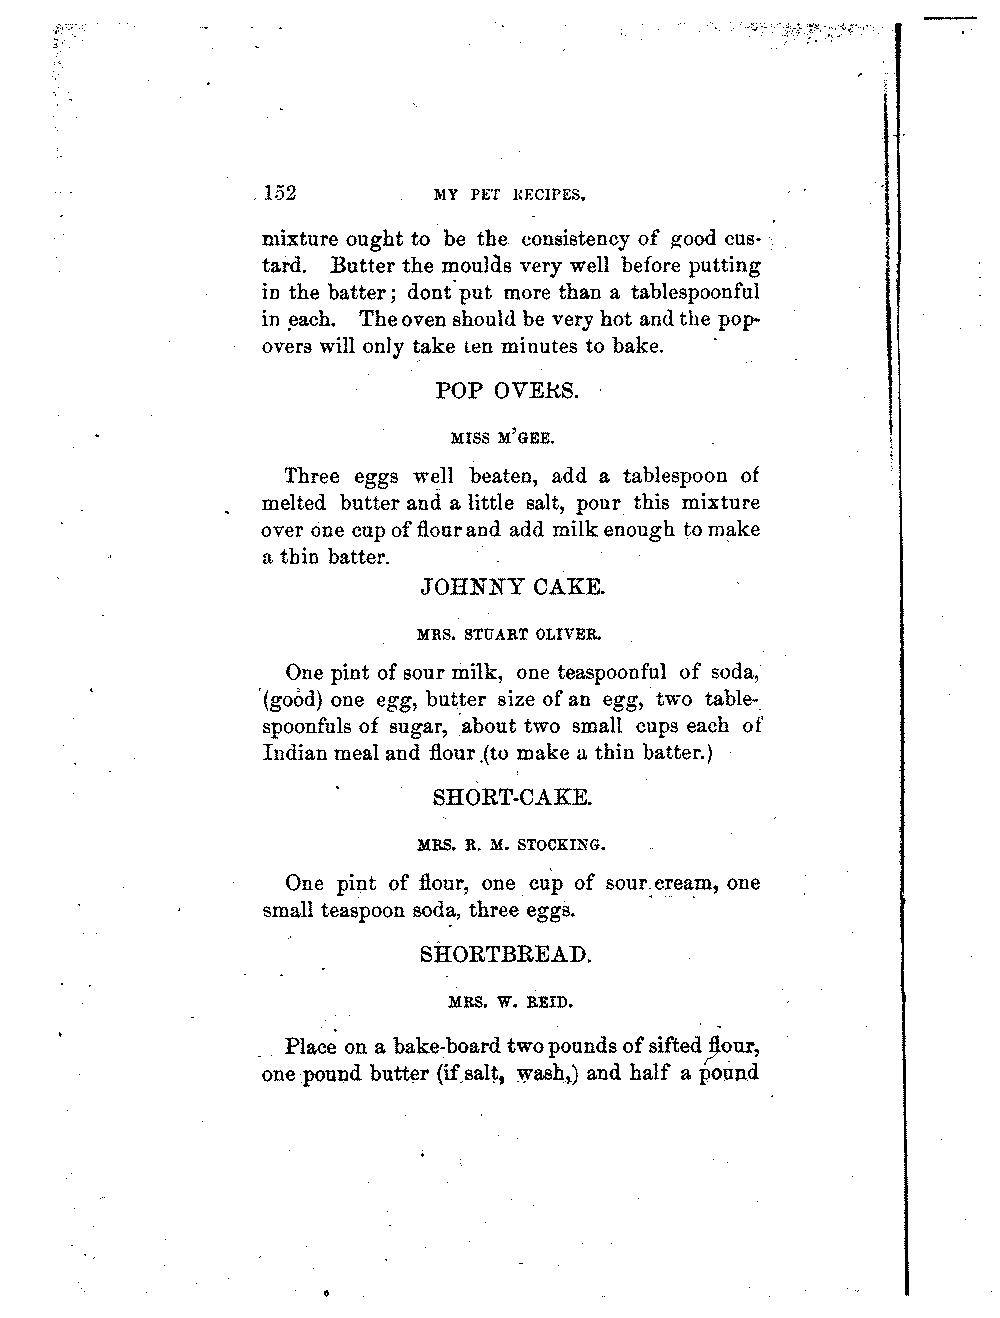 152 MY PET RECIPES.
mixture ought to be the consistency of good cus-
tard. Butter the moulds very well before putting
in the batter; dont put more than a tablespoonful
in each. The oven should be very hot and the pop-
overs will only take ten minutes to bake.
POP OVERS.
MISS M'GEE.
Three eggs well beaten, add a tablespoon of
melted butter and a little salt, pour this mixture
over one cup of flour and add milk enough to make
a thin batter.
JOHNNY CAKE.
MRS. STUART OLIVER.
One pint of sour milk, one teaspoonful of soda,
(good) one egg, butter size of an egg, two table-
spoonfuls of sugar, about two small cups each of
Indian meal and flour (to make a thin batter.)
SHORT-CAKE.
MRS. R. M. STOCKING.
One pint of flour, one cup of sour cream, one
small teaspoon soda, three eggs.
SHORTBREAD.
MRS. W. REID.
Place on a bake-board two pounds of sifted flour,
one pound butter (if salt, wash,) and half a pound